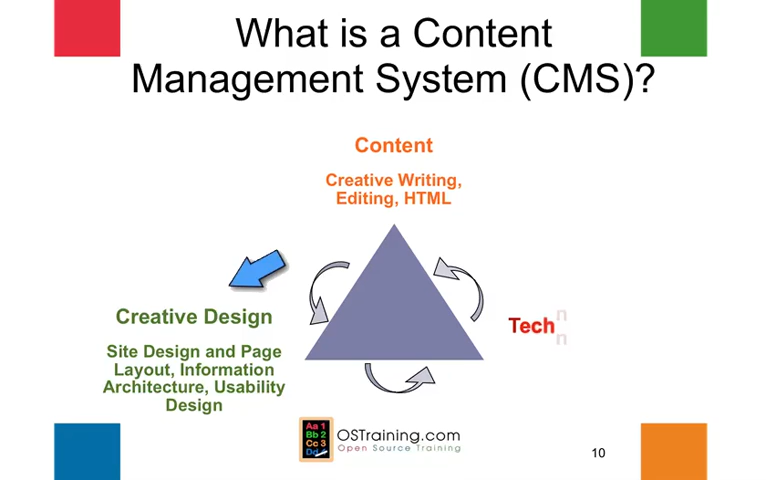 What is a Content
Management System (CMS)?
Content
Creative Writing,
Editing, HTML
Creative Design
Site Design and Page
Layout, Information
Architecture, Usability
Design
Tech
n
n
Aa 1
Bb 2
Cc 3
OSTraining.com
Open Source Training
10